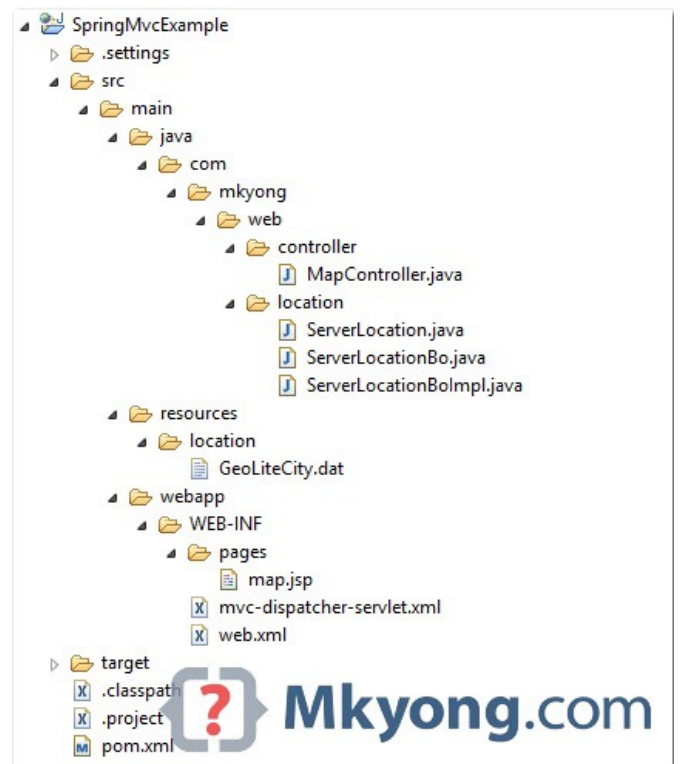 SpringMvcExample
.settings
src
main
java
com
mkyong
web
controller
MapController.java
location
ServerLocation.java
ServerLocationBo.java
ServerLocationBoImpl.java
resources
location
GeoLiteCity.dat
webapp
WEB-INF
pages
map.jsp
mvc-dispatcher-servlet.xml
web.xml
target
.classpath
.project
pom.xml
{?} Mkyong.com